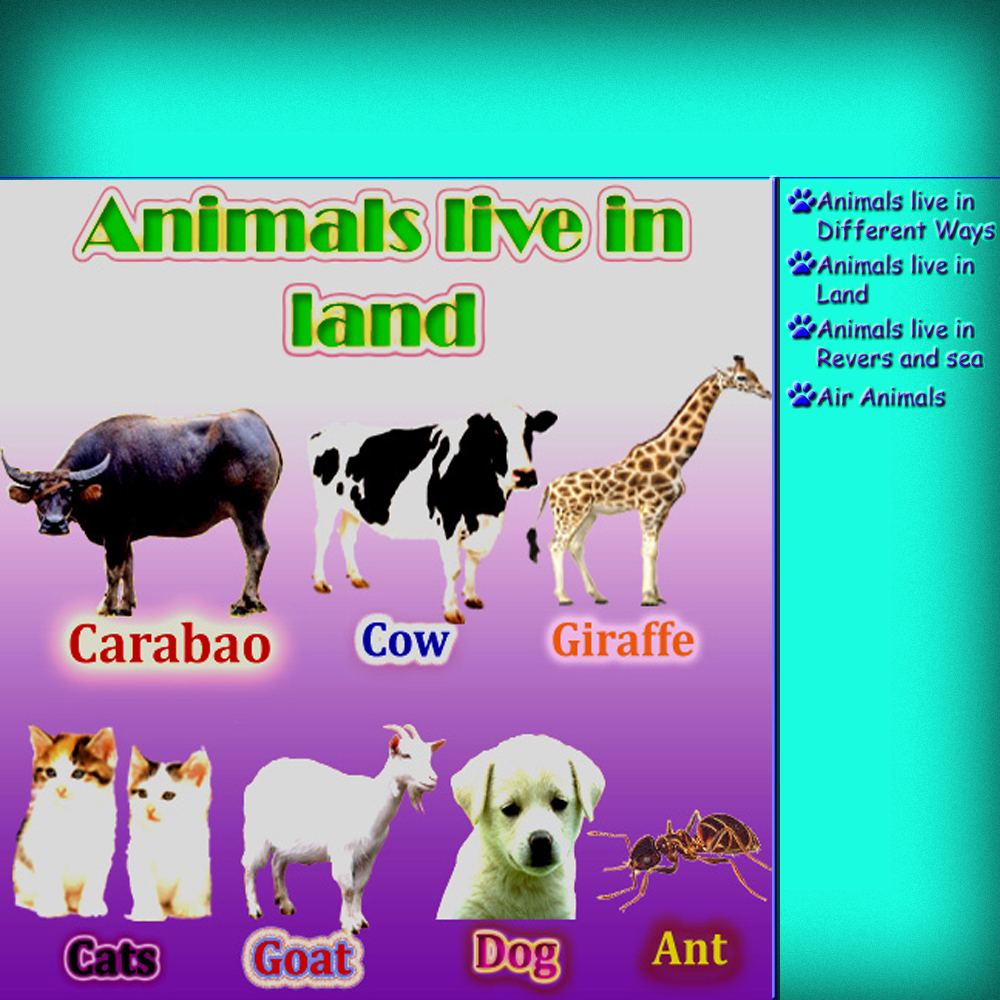 Animals live in
land
Carabao
Cow
Giraffe
Cats
Goat
Dog
Ant
Animals live in
Different Ways
Animals live in
Land
Animals live in
Revers and sea
Air Animals